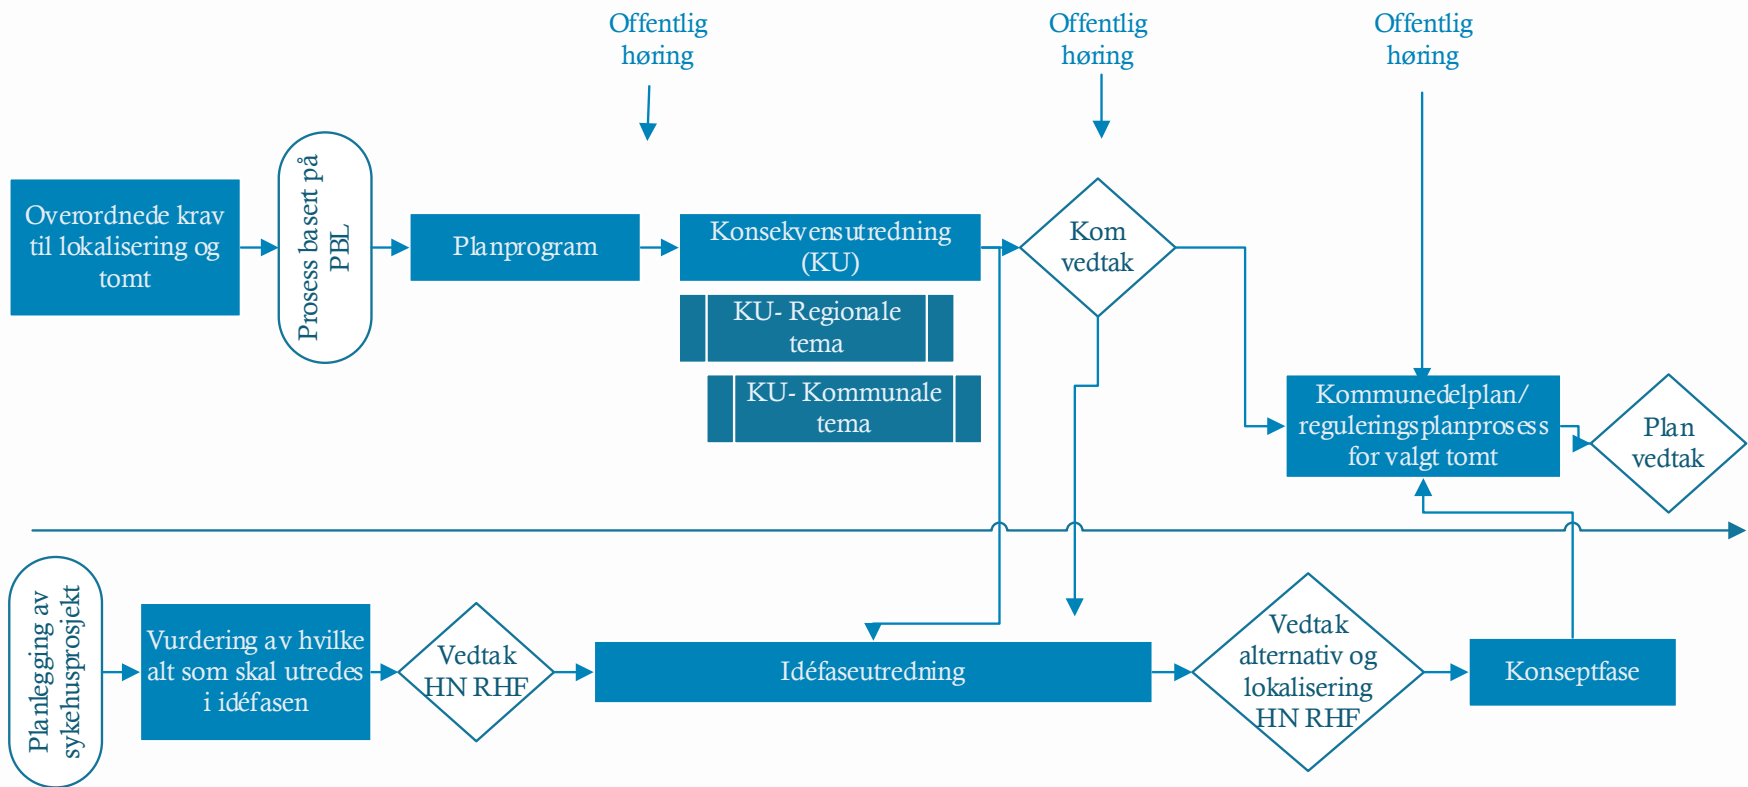 Offentlig
høring
Offentlig
høring
Offentlig
høring
Overordnede krav
til lokalisering og
tomt
Prosess basert på
PBL
Planprogram
Konsekvensutredning
(KU)
KU- Regionale
tema
KU- Kommunale
tema
Kom
vedtak
Kommunedelplan/
reguleringsplanprosess
for valgt tomt
Plan
vedtak
Planlegging av
sykehusprosjekt
Vurdering av hvilke
alt som skal utredes
i idéfasen
Vedtak
HN RHF
Idéfaseutredning
Vedtak
alternativ og
lokalisering
HN RHF
Konseptfase